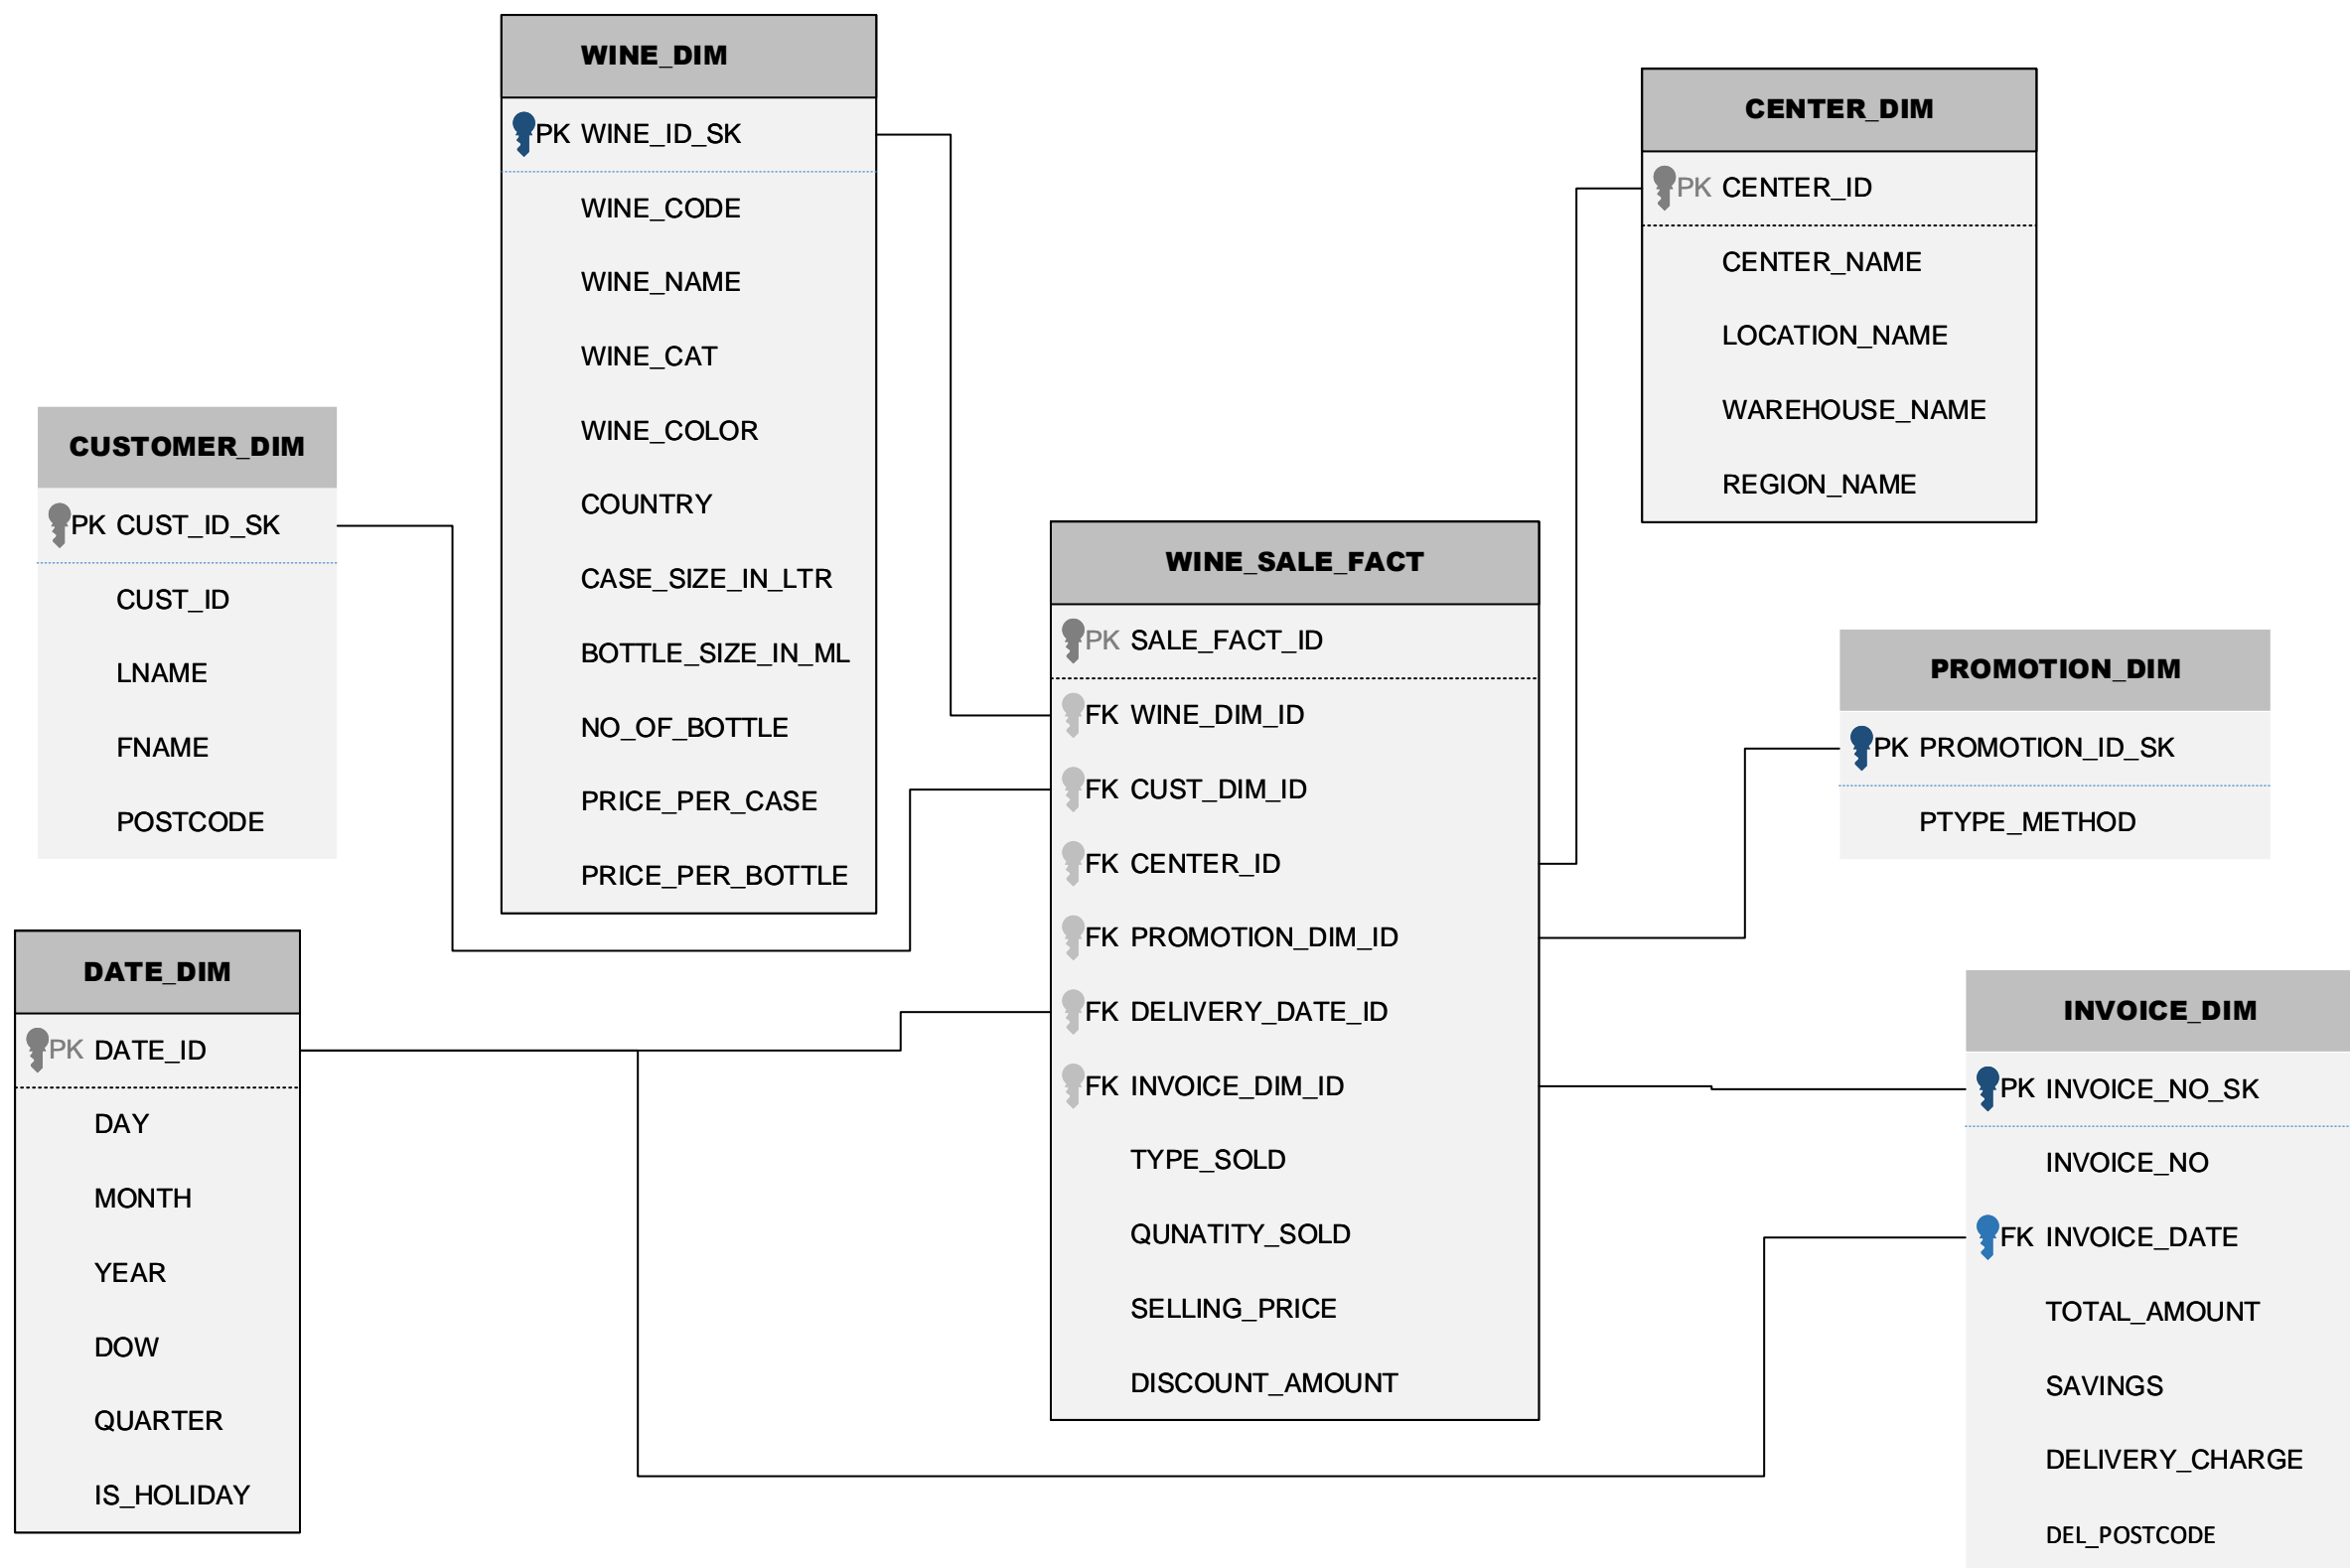 WINE_DIM
PK WINE_ID_SK
WINE_CODE
WINE_NAME
WINE_CAT
WINE_COLOR
COUNTRY
CASE_SIZE_IN_LTR
BOTTLE_SIZE_IN_ML
NO_OF_BOTTLE
PRICE_PER_CASE
PRICE_PER_BOTTLE
CENTER_DIM
PK CENTER_ID
CENTER_NAME
LOCATION_NAME
WAREHOUSE_NAME
REGION_NAME
CUSTOMER_DIM
PK CUST_ID_SK
CUST_ID
LNAME
FNAME
POSTCODE
WINE_SALE_FACT
PK SALE_FACT_ID
FK WINE_DIM_ID
FK CUST_DIM_ID
FK CENTER_ID
FK PROMOTION_DIM_ID
FK DELIVERY_DATE_ID
FK INVOICE_DIM_ID
TYPE_SOLD
QUNATITY_SOLD
SELLING_PRICE
DISCOUNT_AMOUNT
PROMOTION_DIM
PK PROMOTION_ID_SK
PTYPE_METHOD
DATE_DIM
PK DATE_ID
DAY
MONTH
YEAR
DOW
QUARTER
IS_HOLIDAY
INVOICE_DIM
PK INVOICE_NO_SK
INVOICE_NO
FK INVOICE_DATE
TOTAL_AMOUNT
SAVINGS
DELIVERY_CHARGE
DEL_POSTCODE